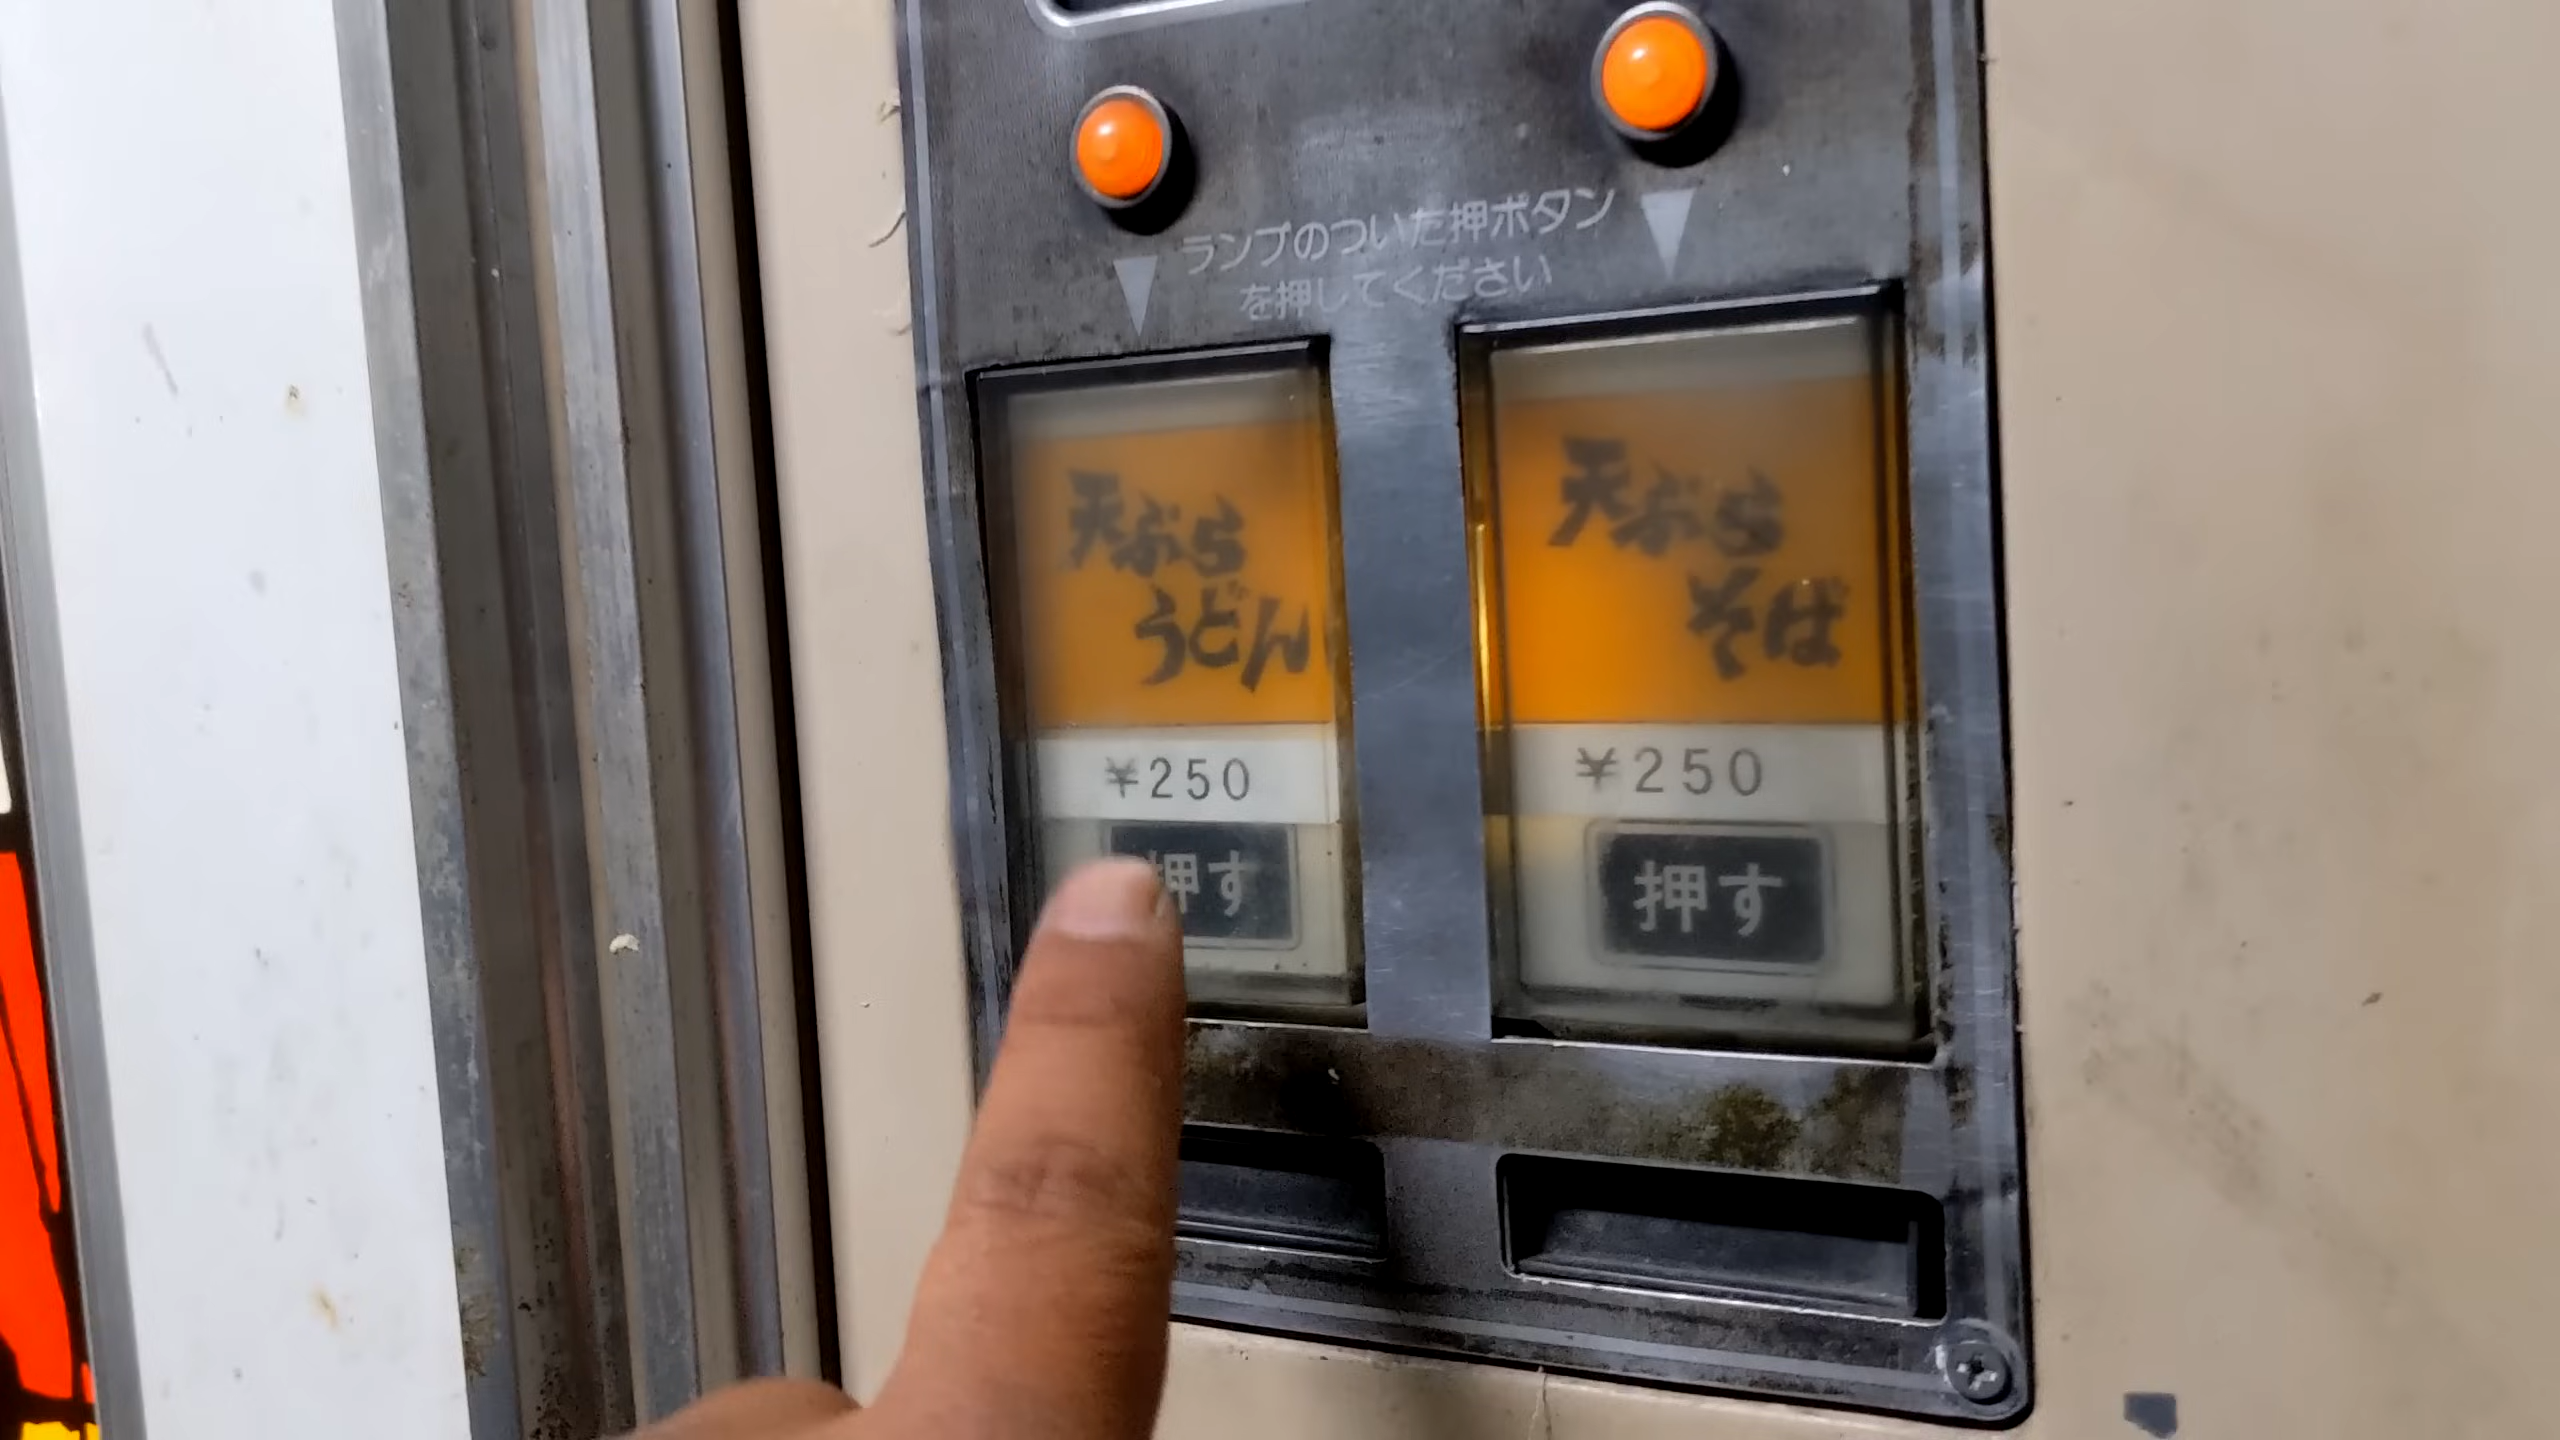 ランプのついた押ボタン
を押してください
天ぷら
うどん
¥250
押す
天ぷら
そば
¥250
押す